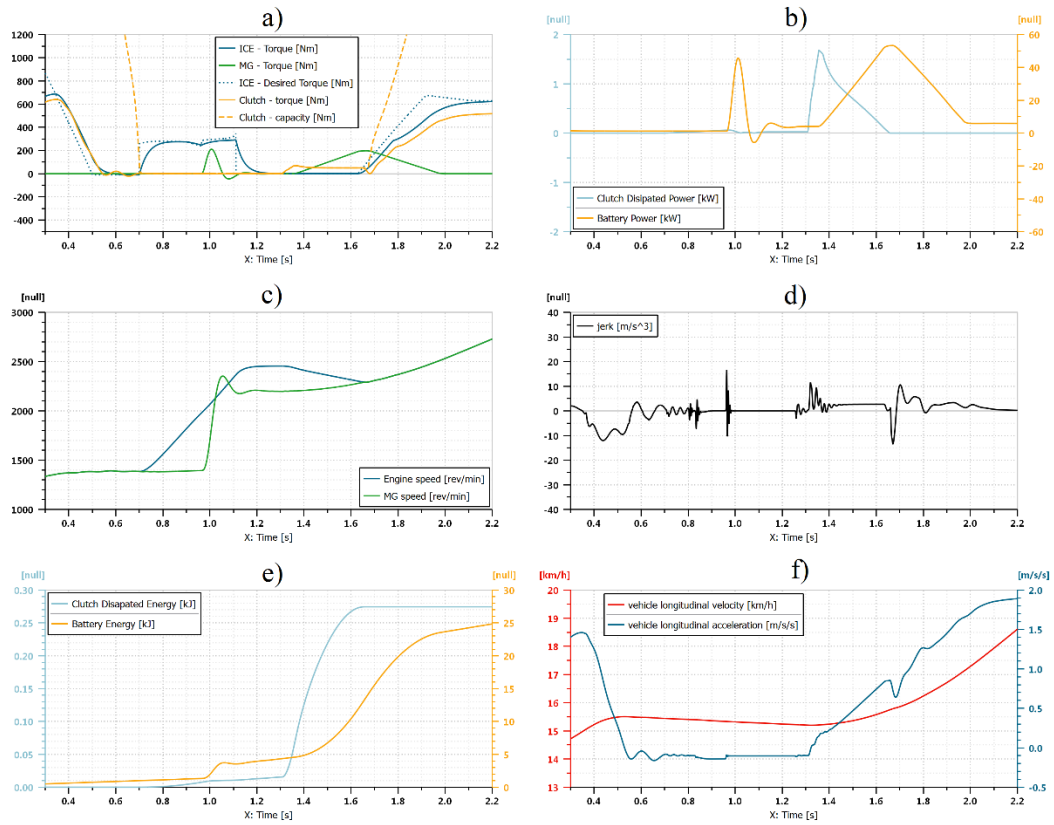 a)
1200
1000
800
600
400
200
0
-200
-400
ICE - Torque [Nm]
MG - Torque [Nm]
ICE - Desired Torque [Nm]
Clutch - torque [Nm]
Clutch - capacity [Nm]
0.4 0.6 0.8 1.0 1.2 1.4 1.6 1.8 2.0 2.2
X: Time [s]
b)
[null] [null]
2
1
0
-1
-2
60
40
20
0
-20
-40
-60
Clutch Disipated Power [kW]
Battery Power [kW]
0.4 0.6 0.8 1.0 1.2 1.4 1.6 1.8 2.0 2.2
X: Time [s]
c)
[null]
3000
2500
2000
1500
1000
Engine speed [rev/min]
MG speed [rev/min]
0.4 0.6 0.8 1.0 1.2 1.4 1.6 1.8 2.0 2.2
X: Time [s]
d)
[null]
40
30
20
10
0
-10
-20
-30
-40
jerk [m/s^3]
0.4 0.6 0.8 1.0 1.2 1.4 1.6 1.8 2.0 2.2
X: Time [s]
e)
[null] [null]
0.30
0.25
0.20
0.15
0.10
0.05
0.00
30
25
20
15
10
5
0
Clutch Disapated Energy [kJ]
Battery Energy [kJ]
0.4 0.6 0.8 1.0 1.2 1.4 1.6 1.8 2.0 2.2
X: Time [s]
f)
[km/h] [m/s/s]
20
19
18
17
16
15
14
13
2.0
1.5
1.0
0.5
0.0
-0.5
vehicle longitudinal velocity [km/h]
vehicle longitudinal acceleration [m/s/s]
0.4 0.6 0.8 1.0 1.2 1.4 1.6 1.8 2.0 2.2
X: Time [s]